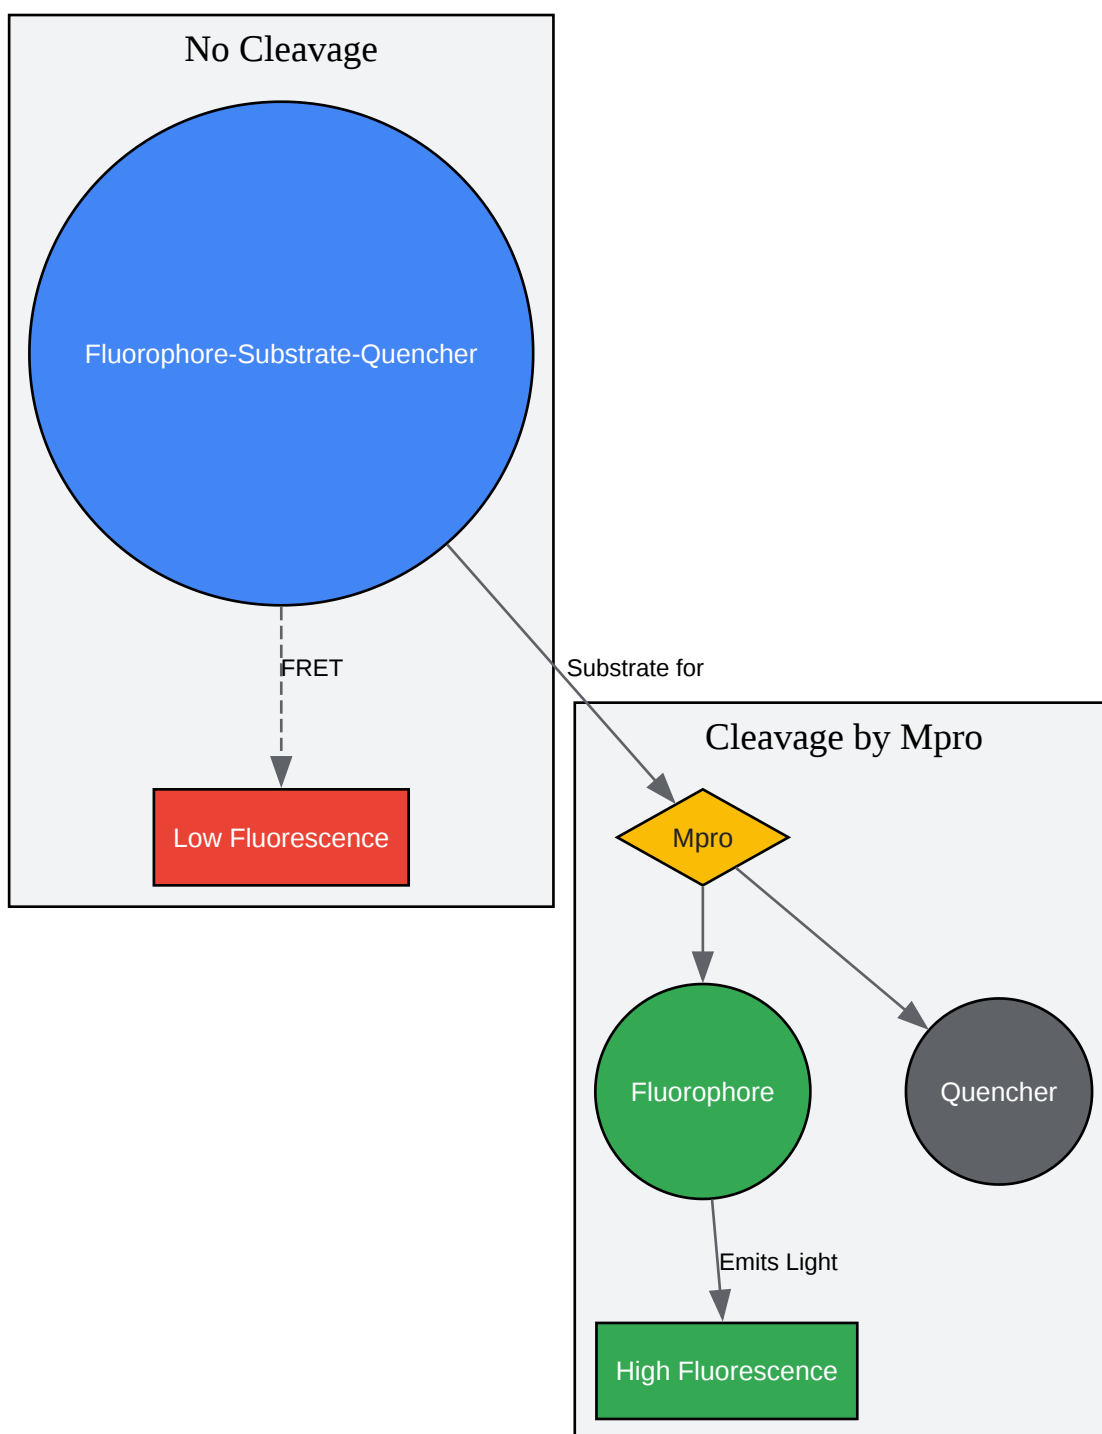 No Cleavage
Fluorophore-Substrate-Quencher
FRET
Substrate for
Low Fluorescence
Cleavage by Mpro
Mpro
Fluorophore
Quencher
Emits Light
High Fluorescence